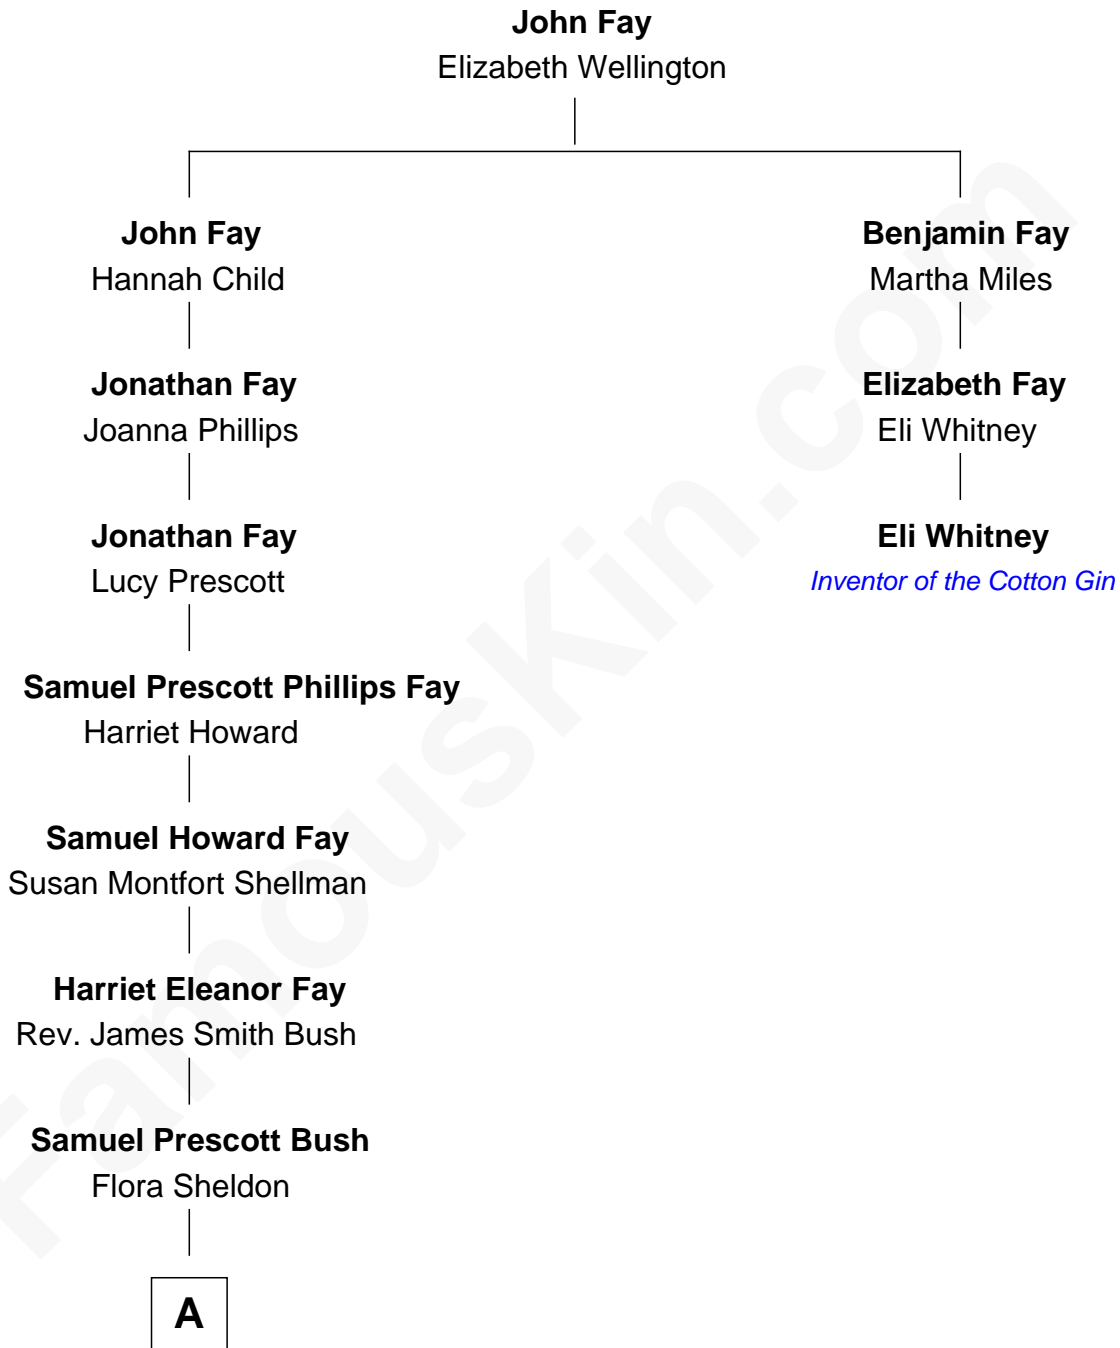 John Fay
Elizabeth Wellington
John Fay
Hannah Child
Benjamin Fay
Martha Miles
Jonathan Fay
Joanna Phillips
Elizabeth Fay
Eli Whitney
Jonathan Fay
Lucy Prescott
Eli Whitney
Inventor of the Cotton Gin
Samuel Prescott Phillips Fay
Harriet Howard
Samuel Howard Fay
Susan Montfort Shellman
Harriet Eleanor Fay
Rev. James Smith Bush
Samuel Prescott Bush
Flora Sheldon
A
FamousKin.com